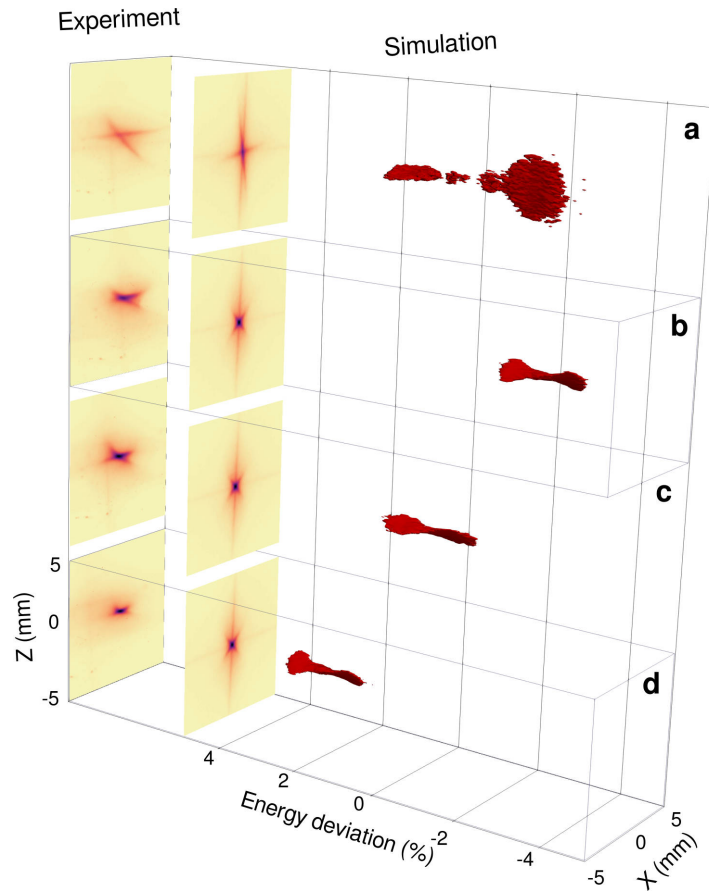 Experiment
Simulation
a
b
c
d
5
0
-5
Z (mm)
4
2
0
-2
-4
Energy deviation (%)
-5
0
5
X (mm)